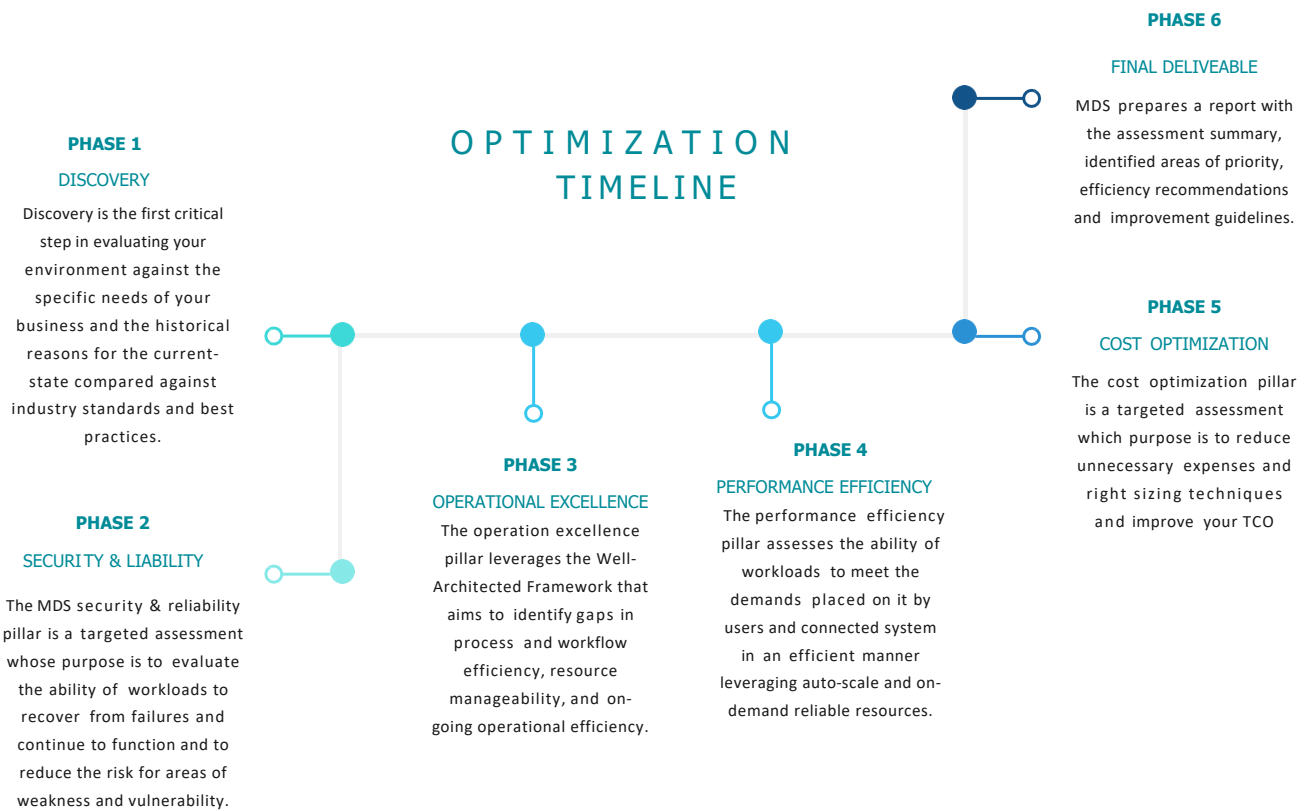 OPTIMIZATION
TIMELINE
PHASE 1
DISCOVERY
Discovery is the first critical
step in evaluating your
environment against the
specific needs of your
business and the historical
reasons for the current-
state compared against
industry standards and best
practices.
PHASE 2
SECURITY & LIABILITY
The MDS security & reliability
pillar is a targeted assessment
whose purpose is to evaluate
the ability of workloads to
recover from failures and
continue to function and to
reduce the risk for areas of
weakness and vulnerability.
PHASE 3
OPERATIONAL EXCELLENCE
The operation excellence
pillar leverages the Well-
Architected Framework that
aims to identify gaps in
process and workflow
efficiency, resource
manageability, and on-
going operational efficiency.
PHASE 4
PERFORMANCE EFFICIENCY
The performance efficiency
pillar assesses the ability of
workloads to meet the
demands placed on it by
users and connected system
in an efficient manner
leveraging auto-scale and on-
demand reliable resources.
PHASE 5
COST OPTIMIZATION
The cost optimization pillar
is a targeted assessment
which purpose is to reduce
unnecessary expenses and
right sizing techniques
and improve your TCO
PHASE 6
FINAL DELIVEABLE
MDS prepares a report with
the assessment summary,
identified areas of priority,
efficiency recommendations
and improvement guidelines.